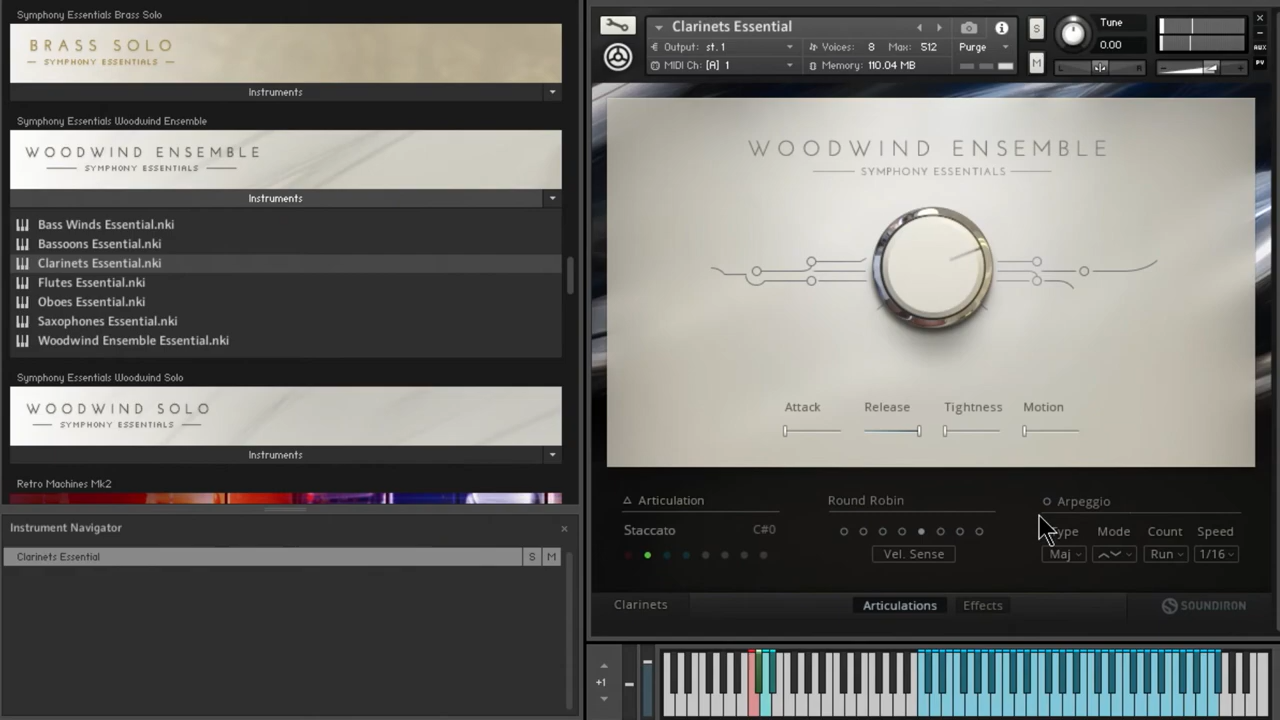 Symphony Essentials Brass Solo
BRASS SOLO
SYMPHONY ESSENTIALS
Instruments
Symphony Essentials Woodwind Ensemble
WOODWIND ENSEMBLE
SYMPHONY ESSENTIALS
Instruments
Bass Winds Essential.nki
Bassoons Essential.nki
Clarinets Essential.nki
Flutes Essential.nki
Oboes Essential.nki
Saxophones Essential.nki
Woodwind Ensemble Essential.nki
Symphony Essentials Woodwind Solo
WOODWIND SOLO
SYMPHONY ESSENTIALS
Instruments
Retro Machines Mk2
Instrument Navigator
Clarinets Essential S M
Clarinets Essential
Output: st.1 Voices: 8 Max: 512 Purge
MIDI Ch: [A] 1 Memory: 110.04 MB
S
M
Tune
0.00
AUX
PV
WOODWIND ENSEMBLE
SYMPHONY ESSENTIALS
Attack Release Tightness Motion
Articulation Round Robin Arpeggio
Staccato C#0
Mode Count Speed
Vel. Sense Maj Run 1/16
Clarinets Articulations Effects SOUNDIRON
+1